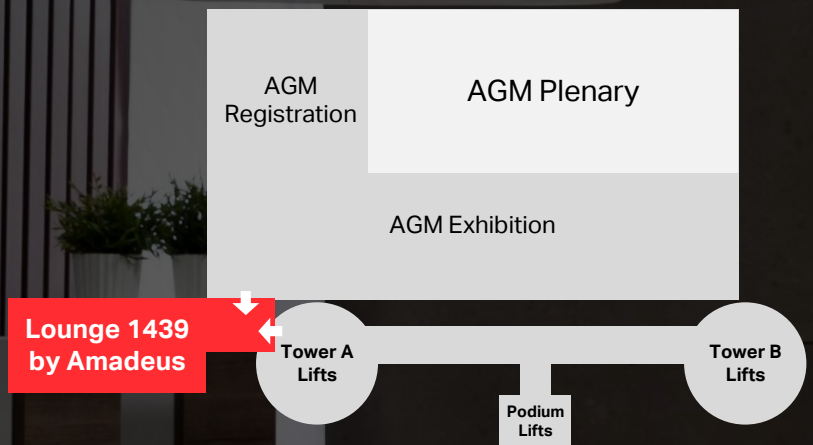 AGM
Registration
AGM Plenary
AGM Exhibition
Lounge 1439
by Amadeus
Tower A
Lifts
Tower B
Lifts
Podium
Lifts